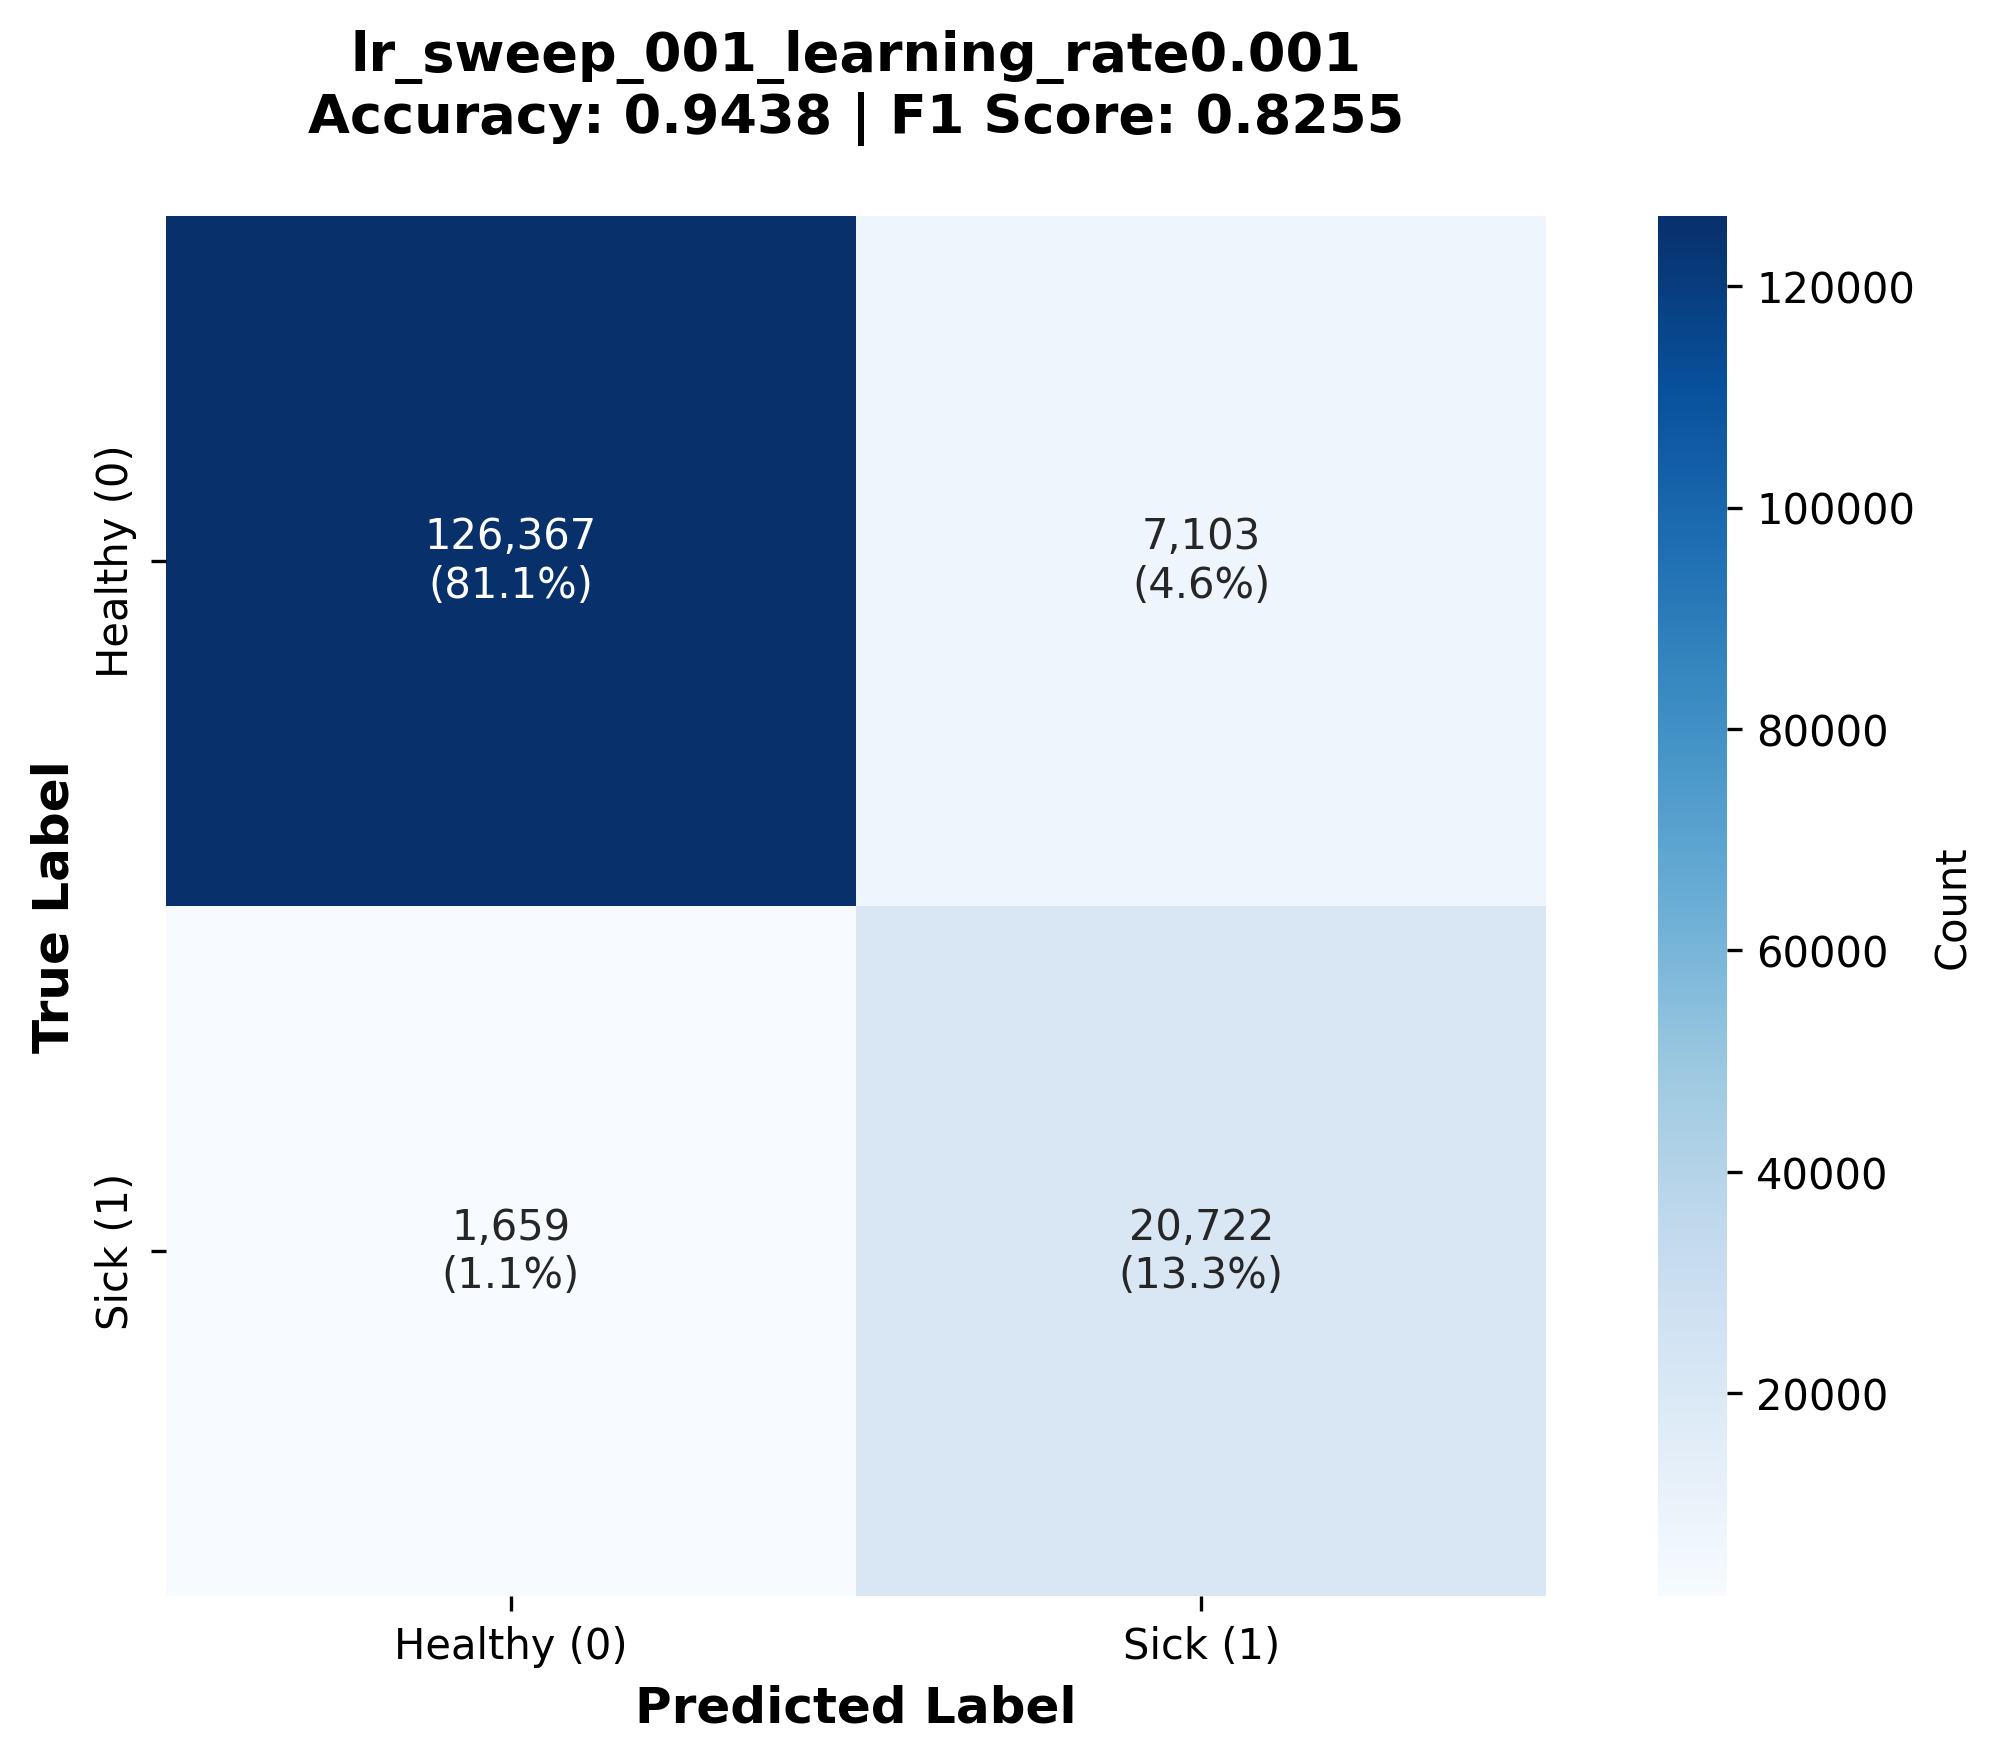 lr_sweep_001_learning_rate0.001
Accuracy: 0.9438 | F1 Score: 0.8255
True Label
Healthy (0)
Sick (1)
126,367
(81.1%)
7,103
(4.6%)
1,659
(1.1%)
20,722
(13.3%)
Healthy (0)
Sick (1)
Predicted Label
120000
100000
80000
60000
40000
20000
Count